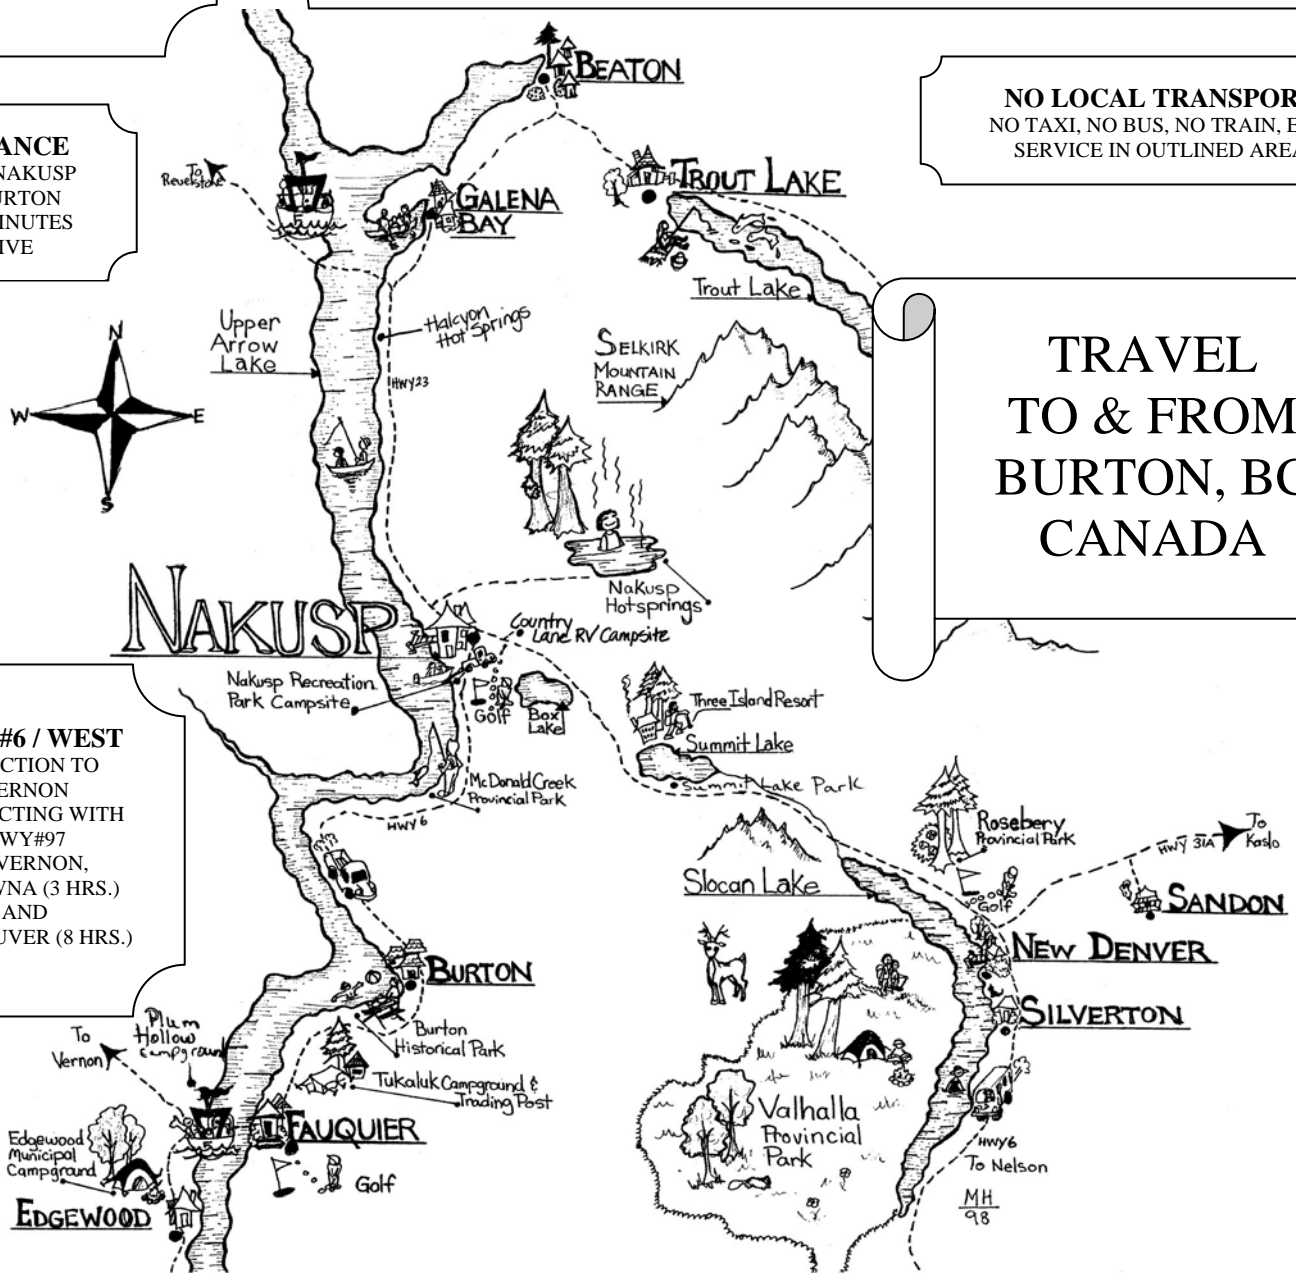 BEATON
NO LOCAL TRANSPOR
NO TAXI, NO BUS, NO TRAIN, E
SERVICE IN OUTLINED AREA
ANCE
NAKUSP
URTON
INUTES
IVE
To
Revelstoke
GALENA
BAY
TROUT LAKE
Trout Lake
Upper
Arrow
Lake
Halcyon
Hot Springs
HWY23
SELKIRK
MOUNTAIN
RANGE
N
W
E
S
TRAVEL
TO & FROM
BURTON, BC
CANADA
Nakusp
Hotsprings
NAKUSP
Country
Lane RV Campsite
Nakusp Recreation
Park Campsite
Golf
Box
Lake
Three Island Resort
Summit Lake
Summit Lake Park
#6 / WEST
CTION TO
ERNON
CTING WITH
WY#97
VERNON,
WNA (3 HRS.)
AND
UVER (8 HRS.)
McDonald Creek
Provincial Park
HWY 6
Slocan Lake
Rosebery
Provincial Park
Golf
HWY 31A
To
Kaslo
SANDON
NEW DENVER
SILVERTON
BURTON
Burton
Historical Park
Tukaluk Campground &
Trading Post
To
Vernon
Plum
Hollow
Campground
FAUQUIER
Golf
Edgewood
Municipal
Campground
EDGEWOOD
Valhalla
Provincial
Park
HWY6
To Nelson
MH
98